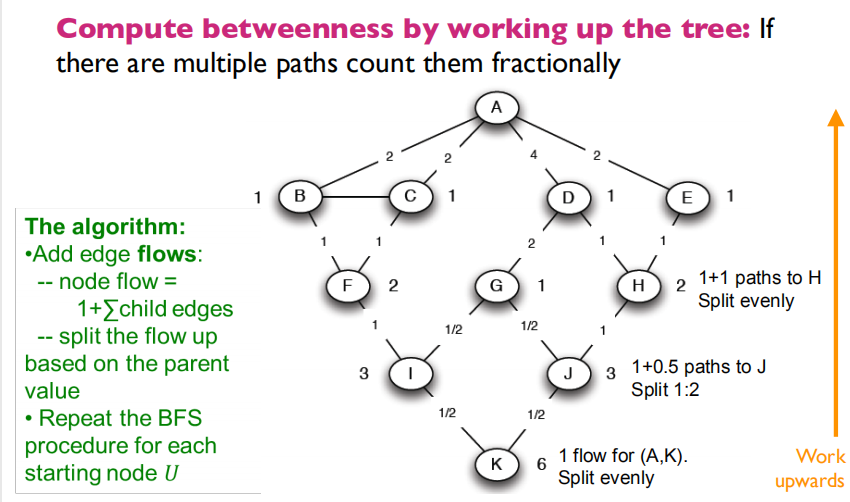 Compute betweenness by working up the tree: If
there are multiple paths count them fractionally
A
2
2
4
2
1
B
C
1
D
1
E
1
The algorithm:
•Add edge flows:
-- node flow =
1+∑child edges
-- split the flow up
based on the parent
value
• Repeat the BFS
procedure for each
starting node U
1
1
2
1
1
F
2
G
1
H
2
1+1 paths to H
Split evenly
1
1/2
1/2
1
3
I
J
3
1+0.5 paths to J
Split 1:2
1/2
1/2
K
6
1 flow for (A,K).
Split evenly
Work
upwards